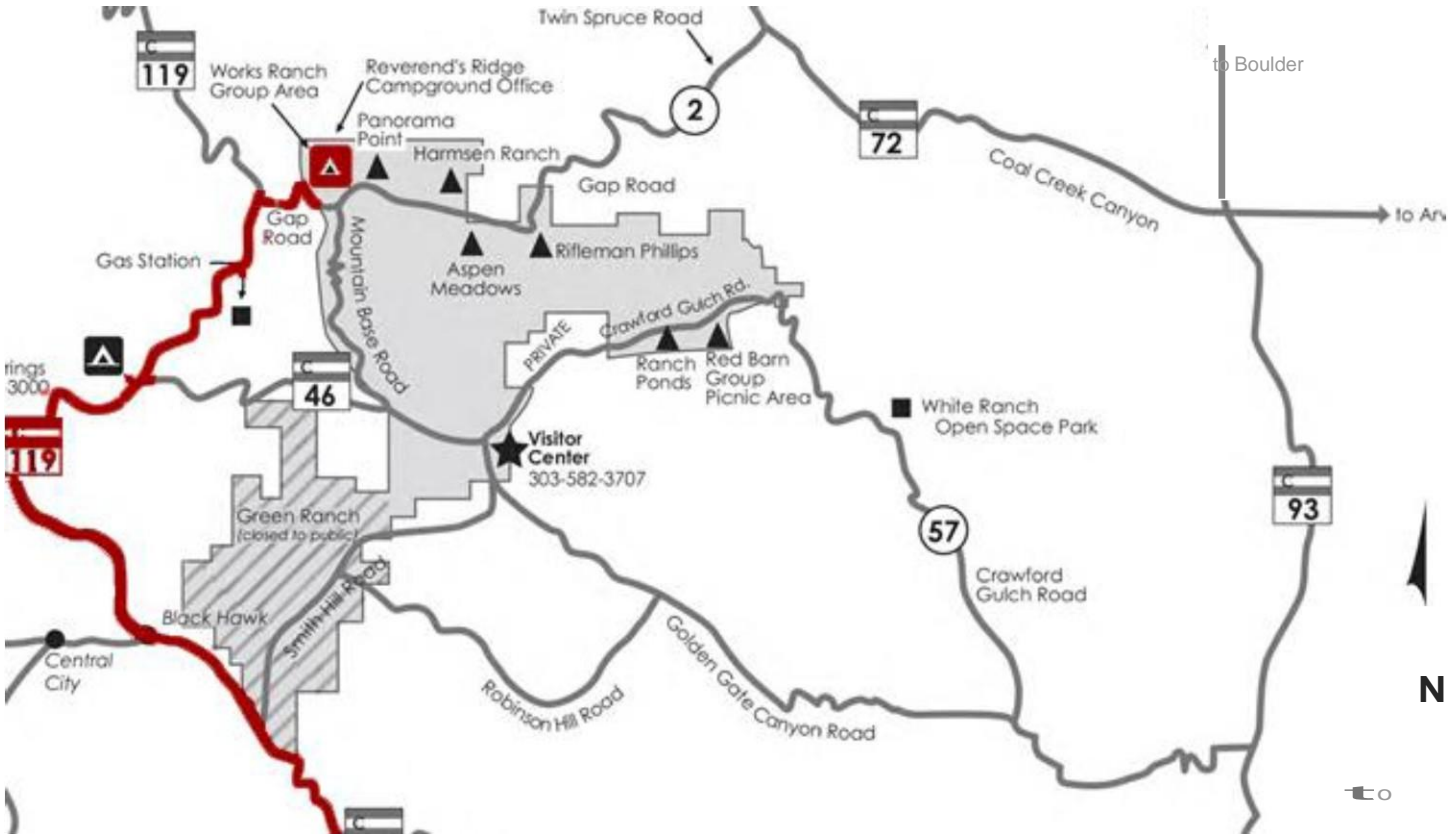 Twin Spruce Road
C
119
to Boulder
Works Ranch
Group Area
Reverend's Ridge
Campground Office
2
C
72
Panorama
Point
Harmsen Ranch
Coal Creek Canyon
Gap Road
to Arv
Gap
Road
Mountain Base Road
Rifleman Phillips
Gas Station
Aspen
Meadows
Crawford Gulch Rd.
PRIVATE
Ranch
Ponds
Red Barn
Group
Picnic Area
rings
3000
C
46
White Ranch
Open Space Park
C
119
Visitor
Center
303-582-3707
C
93
Green Ranch
(closed to public)
57
Crawford
Gulch Road
Smith Hill Road
Black Hawk
Central
City
Golden Gate Canyon Road
Robinson Hill Road
N
to
C